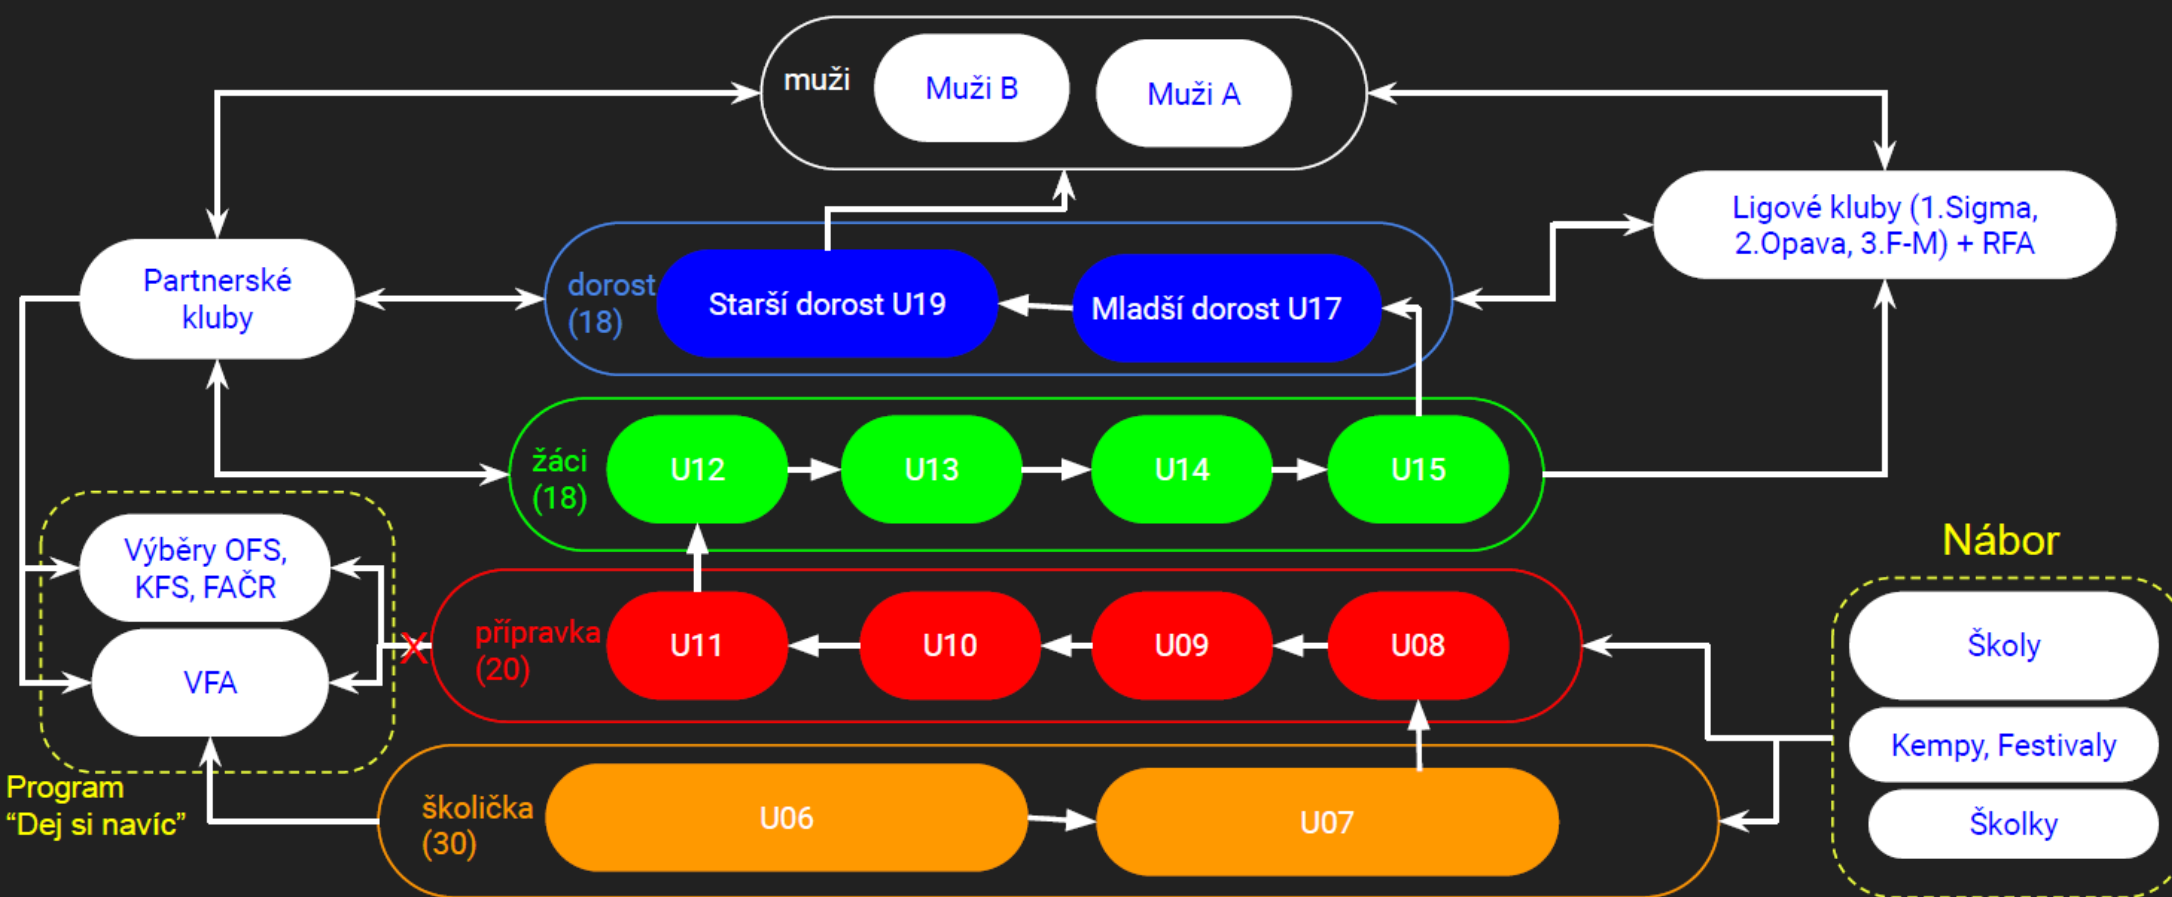 muži
Muži B
Muži A
Ligové kluby (1.Sigma,
2.Opava, 3.F-M) + RFA
Partnerské
kluby
dorost
(18)
Starší dorost U19
Mladší dorost U17
žáci
(18)
U12
U13
U14
U15
Výběry OFS,
KFS, FAČR
VFA
Program
“Dej si navíc”
X
přípravka
(20)
U11
U10
U09
U08
školička
(30)
U06
U07
Nábor
Školy
Kempy, Festivaly
Školky